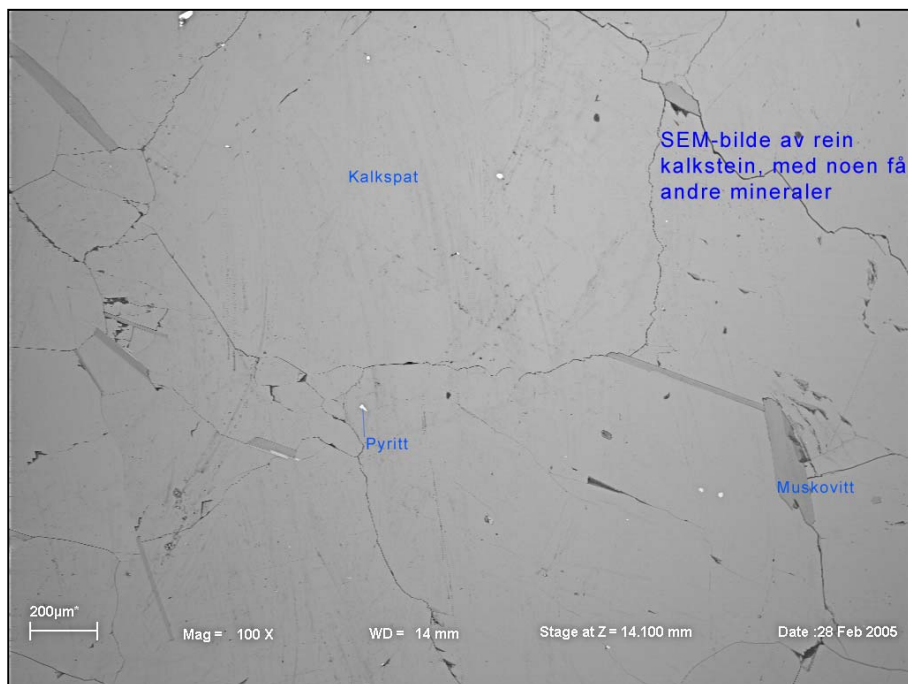 SEM-bilde av rein
kalkstein, med noen få
andre mineraler
Kalkspat
Pyritt
Muskovitt
200µm*
Mag = 100 X
WD = 14 mm
Stage at Z = 14.100 mm
Date :28 Feb 2005